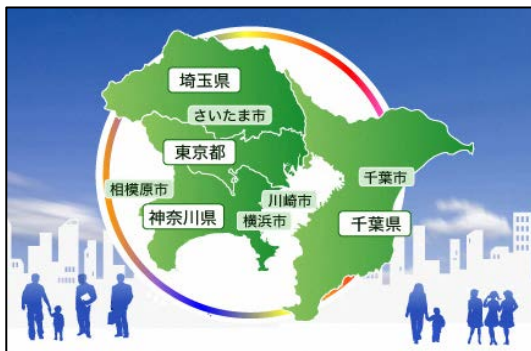 埼玉県
さいたま市
東京都
相模原市
川崎市
千葉市
神奈川県
横浜市
千葉県